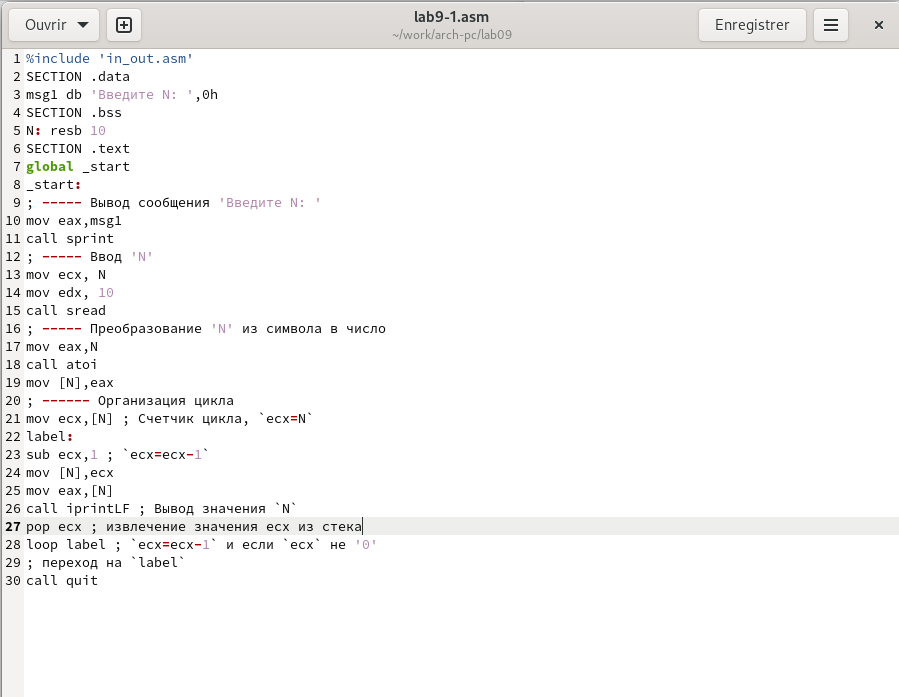 Ouvrir
lab9-1.asm
~/work/arch-pc/lab09
Enregistrer
1 %include 'in_out.asm'
2 SECTION .data
3 msg1 db 'Введите N: ',0h
4 SECTION .bss
5 N: resb 10
6 SECTION .text
7 global _start
8 _start:
9 ; ----- Вывод сообщения 'Введите N: '
10 mov eax,msg1
11 call sprint
12 ; ----- Ввод 'N'
13 mov ecx, N
14 mov edx, 10
15 call sread
16 ; ----- Преобразование 'N' из символа в число
17 mov eax,N
18 call atoi
19 mov [N],eax
20 ; ------ Организация цикла
21 mov ecx,[N] ; Счетчик цикла, `ecx=N`
22 label:
23 sub ecx,1 ; `ecx=ecx-1`
24 mov [N],ecx
25 mov eax,[N]
26 call iprintLF ; Вывод значения `N`
27 pop ecx ; извлечение значения ecx из стека
28 loop label ; `ecx=ecx-1` и если `ecx` не '0'
29 ; переход на `label`
30 call quit